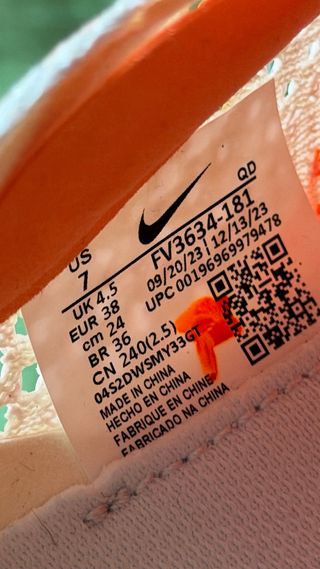 QD
US
7
FV3634-181
09/20/23 | 12/13/23
UPC 00196969979478
UK 4.5
EUR 38
cm 24
BR 36
CN 240(2.5)
04S2DWSMY33GT
MADE IN CHINA
HECHO EN CHINA
FABRIQUE EN CHINE
FABRICADO NA CHINA